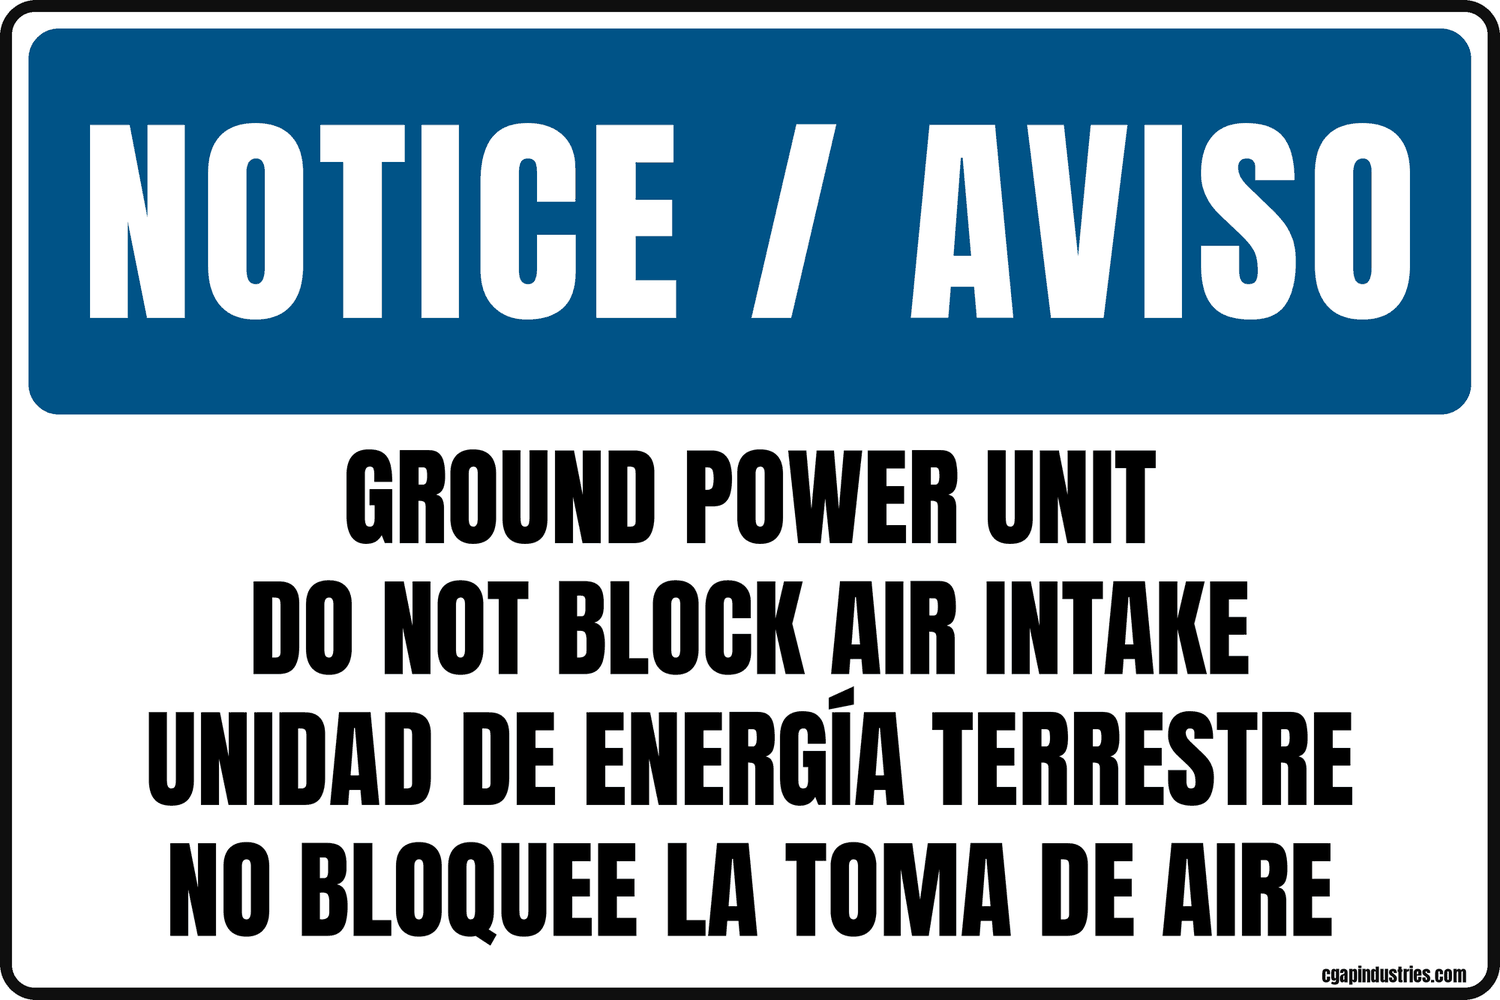 NOTICE / AVISO
GROUND POWER UNIT
DO NOT BLOCK AIR INTAKE
UNIDAD DE ENERGÍA TERRESTRE
NO BLOQUEE LA TOMA DE AIRE
cgapindustries.com